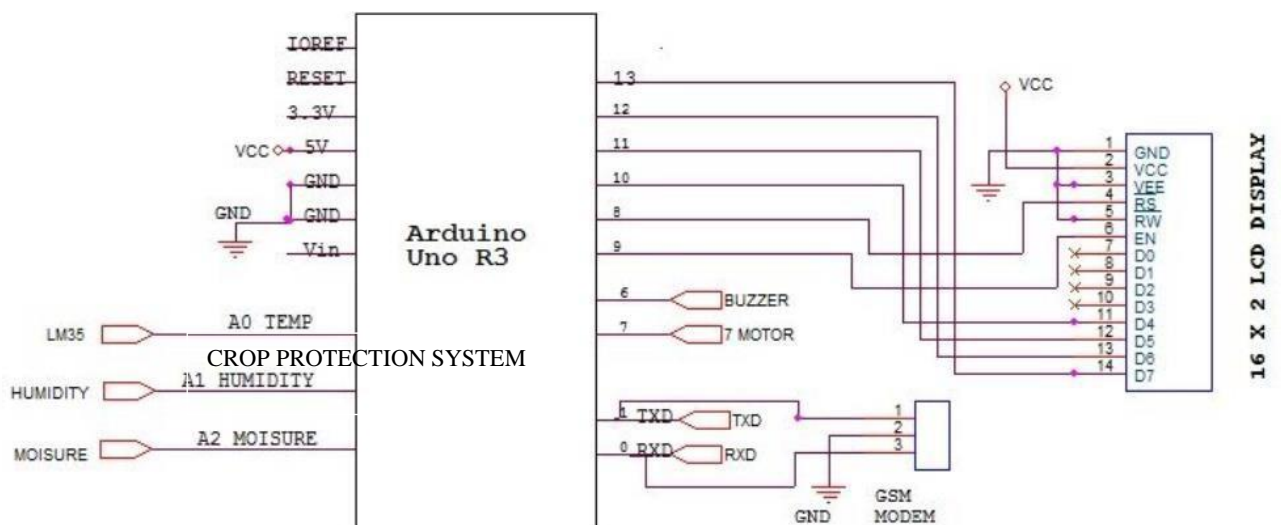 IOREF
RESET
3.3V
VCC
5V
GND
GND
GND
Vin
Arduino
Uno R3
13
12
11
10
8
9
6
BUZZER
7
7 MOTOR
LM35
A0 TEMP
CROP PROTECTION SYSTEM
HUMIDITY
A1 HUMIDITY
MOISURE
A2 MOISURE
1 TXD
TXD
0 RXD
RXD
1
2
3
GND
GSM
MODEM
VCC
1 GND
2 VCC
3 VEE
4 RS
5 RW
6 EN
7 D0
8 D1
9 D2
10 D3
11 D4
12 D5
13 D6
14 D7
16 X 2 LCD DISPLAY